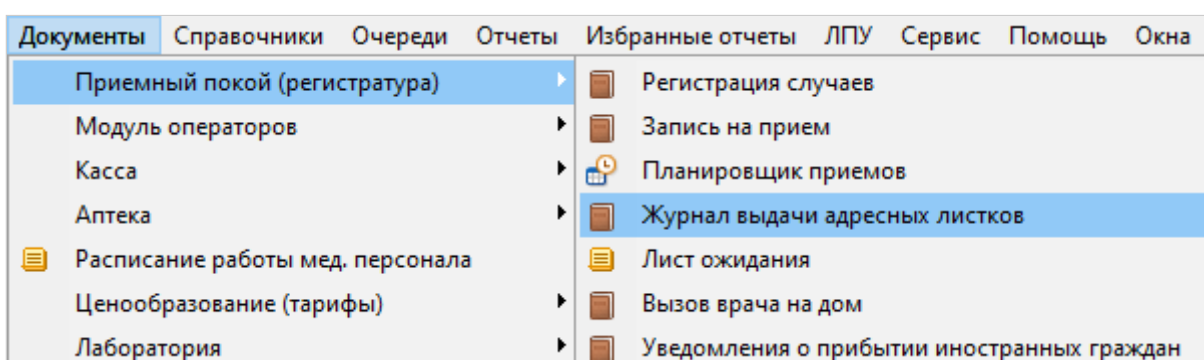 Документы Справочники Очереди Отчеты Избранные отчеты ЛПУ Сервис Помощь Окна
Приемный покой (регистратура) Регистрация случаев
Модуль операторов Запись на прием
Касса Планировщик приемов
Аптека Журнал выдачи адресных листков
Расписание работы мед. персонала Лист ожидания
Ценообразование (тарифы) Вызов врача на дом
Лаборатория Уведомления о прибытии иностранных граждан